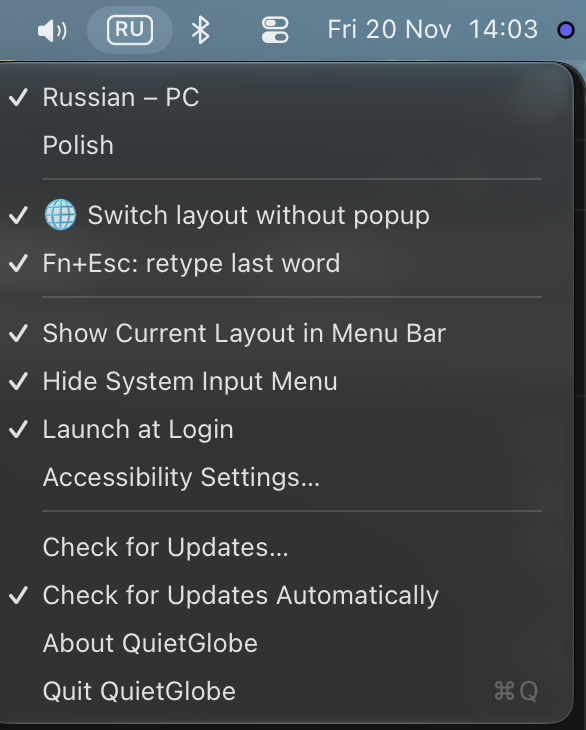 RU Fri 20 Nov 14:03
Russian – PC
Polish
Switch layout without popup
Fn+Esc: retype last word
Show Current Layout in Menu Bar
Hide System Input Menu
Launch at Login
Accessibility Settings...
Check for Updates...
Check for Updates Automatically
About QuietGlobe
Quit QuietGlobe ⌘Q